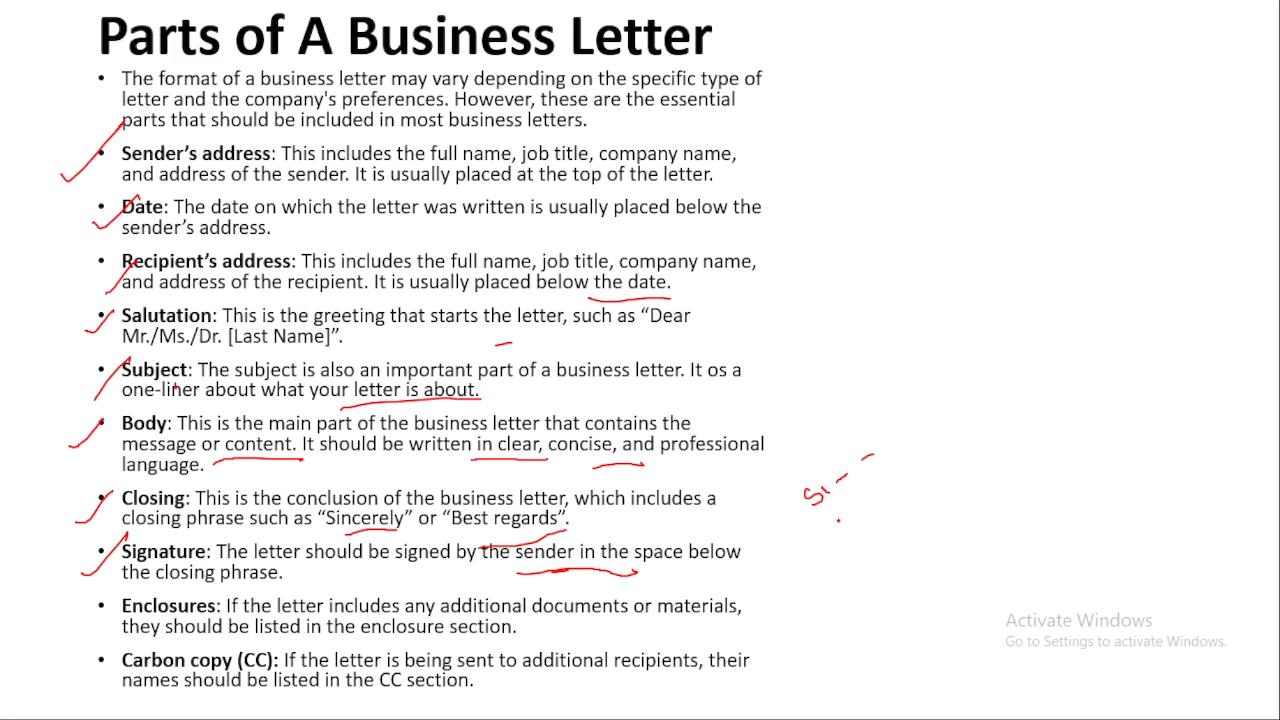 Parts of A Business Letter
• The format of a business letter may vary depending on the specific type of
letter and the company's preferences. However, these are the essential
parts that should be included in most business letters.
• Sender's address: This includes the full name, job title, company name,
and address of the sender. It is usually placed at the top of the letter.
• Date: The date on which the letter was written is usually placed below the
sender's address.
• Recipient's address: This includes the full name, job title, company name,
and address of the recipient. It is usually placed below the date.
• Salutation: This is the greeting that starts the letter, such as “Dear
Mr./Ms./Dr. [Last Name]”.
• Subject: The subject is also an important part of a business letter. It os a
one-liner about what your letter is about.
• Body: This is the main part of the business letter that contains the
message or content. It should be written in clear, concise, and professional
language.
• Closing: This is the conclusion of the business letter, which includes a
closing phrase such as “Sincerely” or “Best regards”.
• Signature: The letter should be signed by the sender in the space below
the closing phrase.
• Enclosures: If the letter includes any additional documents or materials,
they should be listed in the enclosure section.
• Carbon copy (CC): If the letter is being sent to additional recipients, their
names should be listed in the CC section.
Activate Windows
Go to Settings to activate Windows.